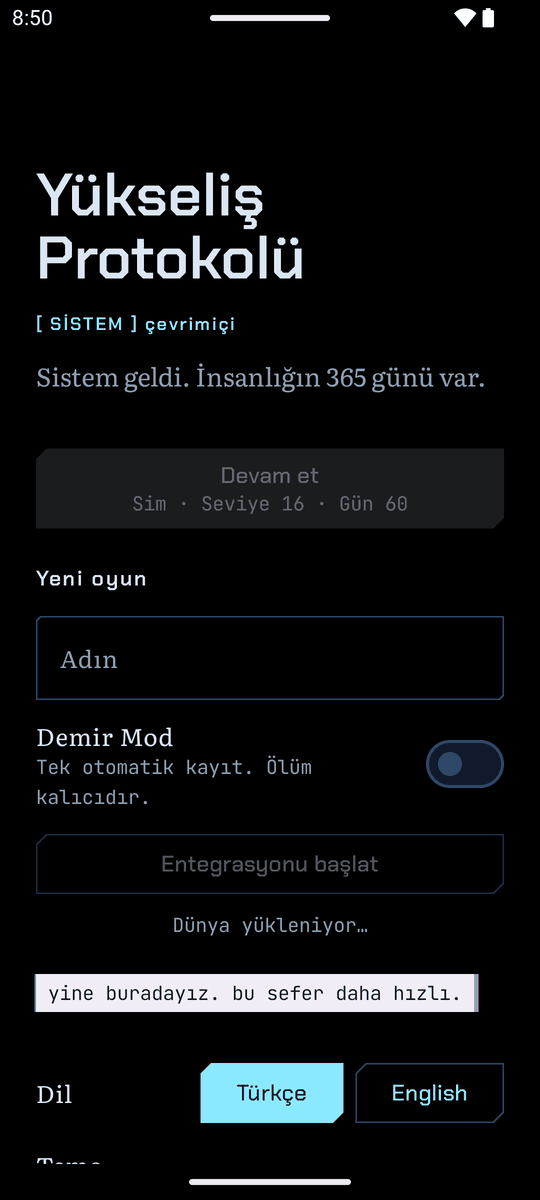 8:50
Yükseliş
Protokolü
[ SİSTEM ] çevrimiçi
Sistem geldi. İnsanlığın 365 günü var.
Devam et
Sim · Seviye 16 · Gün 60
Yeni oyun
Adın
Demir Mod
Tek otomatik kayıt. Ölüm
kalıcıdır.
Entegrasyonu başlat
Dünya yükleniyor…
yine buradayız. bu sefer daha hızlı.
Dil
Türkçe
English